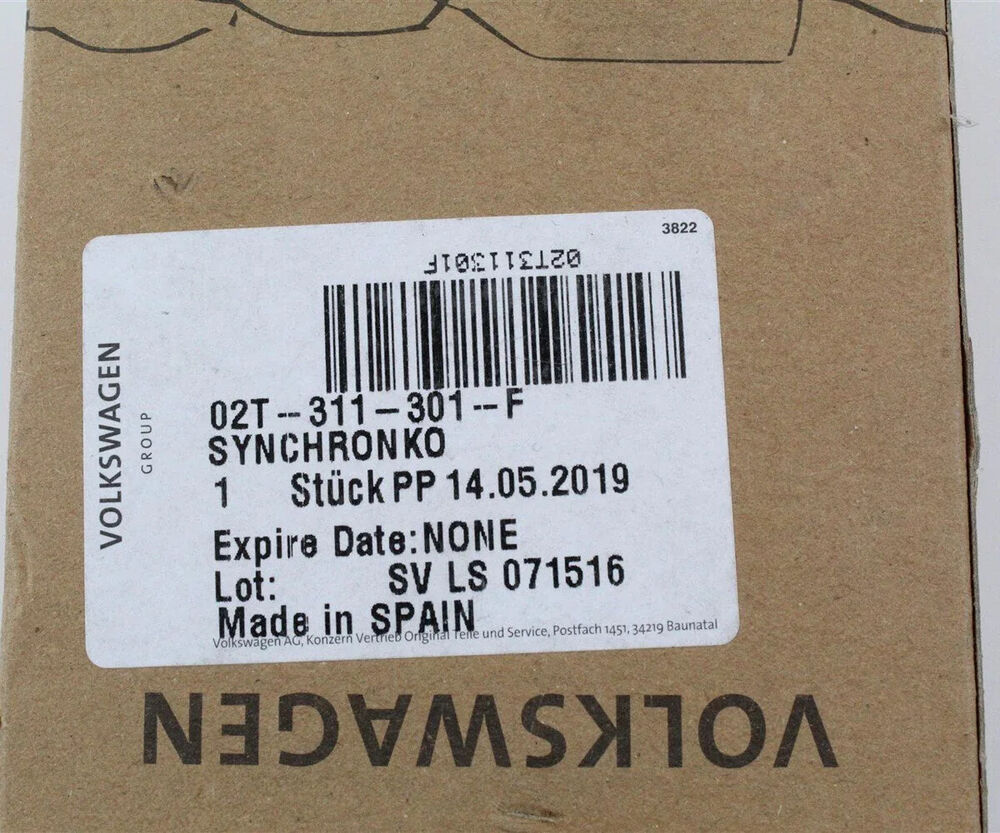 3822
02T311301F
VOLKSWAGEN
GROUP
02T-311-301-F
SYNCHRONKO
1 Stück PP 14.05.2019
Expire Date:NONE
Lot: SV LS 071516
Made in SPAIN
Volkswagen AG, Konzern Vertrieb Original Teile und Service, Postfach 1451, 34219 Baunatal
VOLKSWAGEN